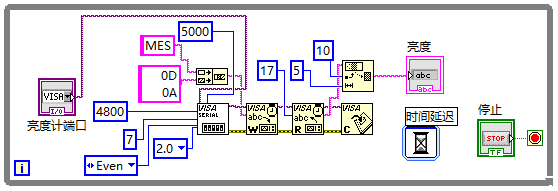 5000
MES
0D
0A
10
亮度
abc
17
5
VISA
I/O
亮度计端口
4800
7
Even
2.0
VISA
SERIAL
VISA
abc
W
VISA
abc
R
VISA
C
时间延迟
停止
STOP
TF
i